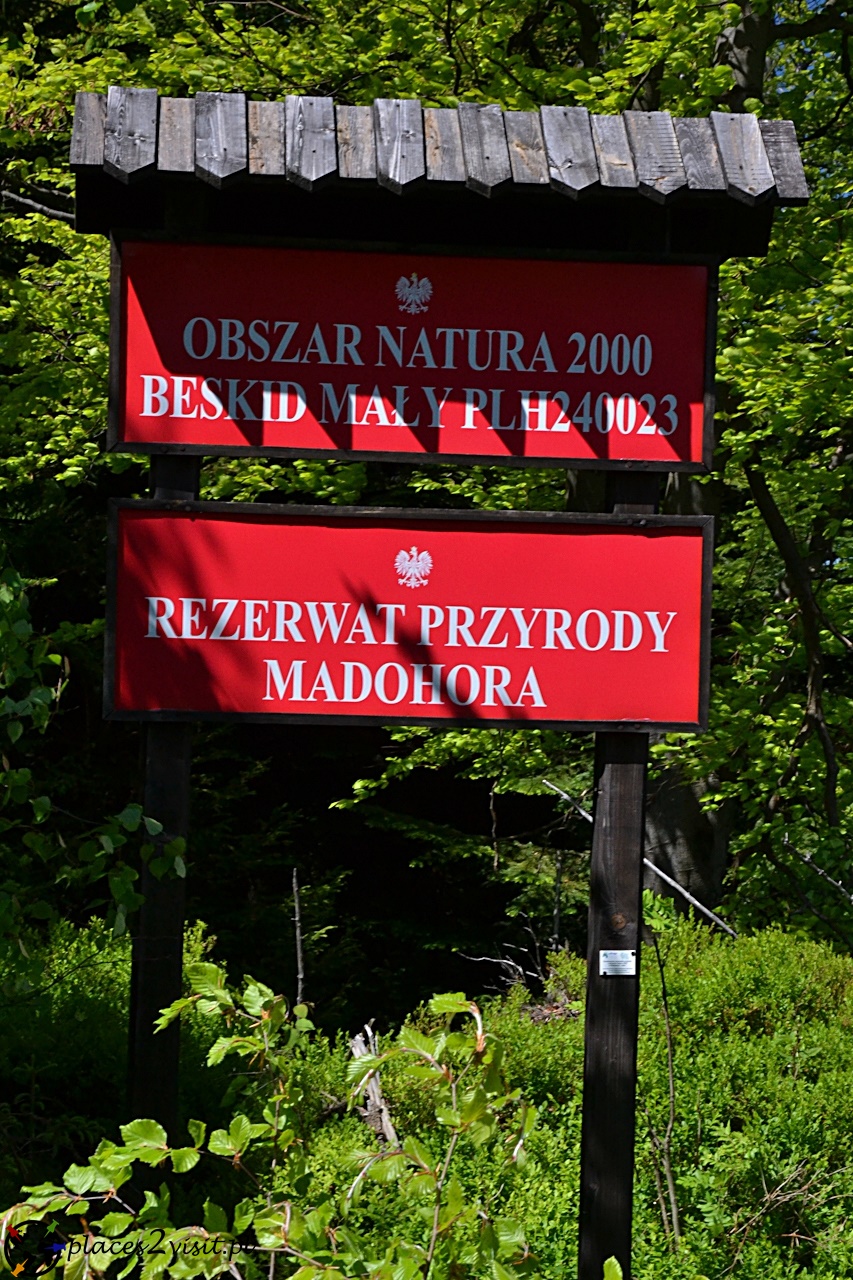 OBSZAR NATURA 2000
BESKID MAŁY PLH240023
REZERWAT PRZYRODY
MADOHORA
places2visit.pl